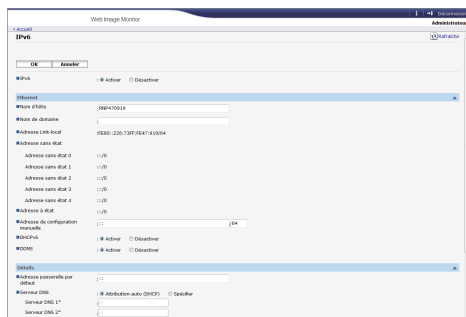 Déconnexion
Web Image Monitor
Administrateur
Accueil
IPv6
Rafraîchir
OK Annuler
IPv6 : Activer Désactiver
Ethernet
Nom d'hôte : RNP470919
Nom de domaine :
Adresse Link-local :FE80::226:73FF:FE47:919/64
Adresse sans état
Adresse sans état 0 :::/0
Adresse sans état 1 :::/0
Adresse sans état 2 :::/0
Adresse sans état 3 :::/0
Adresse sans état 4 :::/0
Adresse à état :::/0
Adresse de configuration manuelle : :: /64
DHCPv6 : Activer Désactiver
DDNS : Activer Désactiver
Détails
Adresse passerelle par défaut : ::
Serveur DNS : Attribution-auto (DHCP) Spécifier
Serveur DNS 1* : ::
Serveur DNS 2* : ::